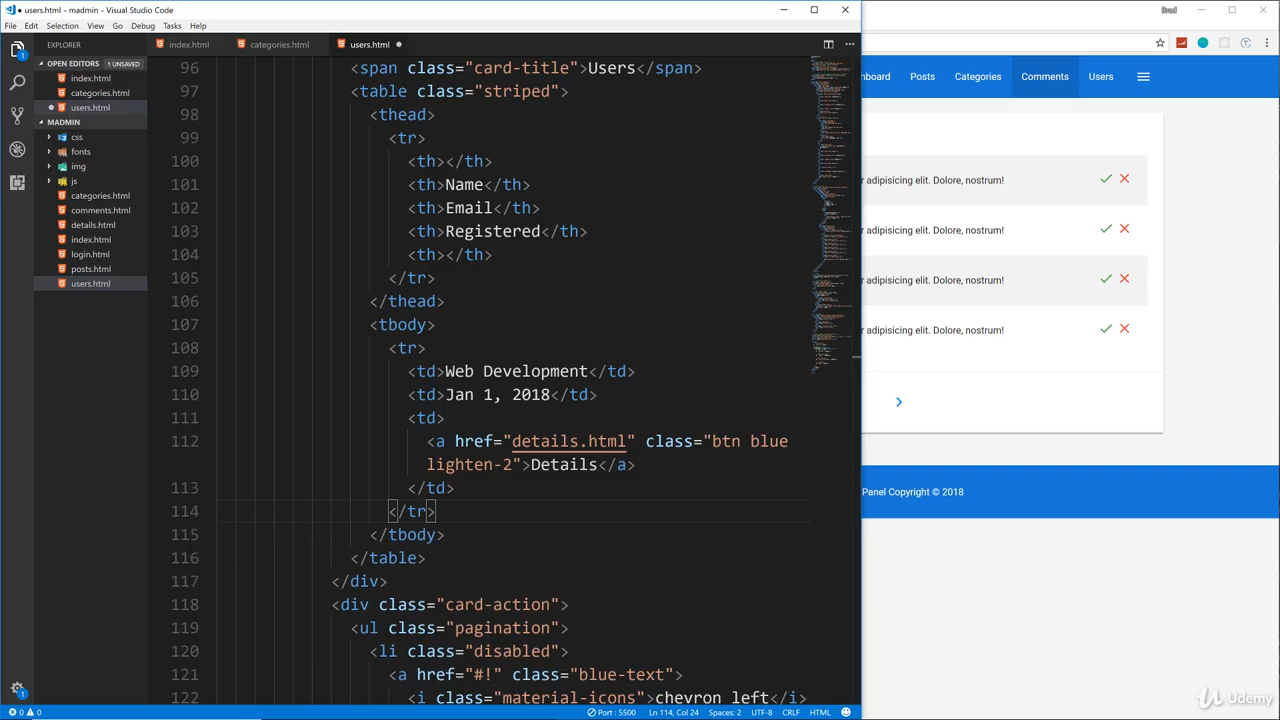 users.html • madmin - Visual Studio Code
File Edit Selection View Go Debug Tasks Help
EXPLORER
OPEN EDITORS 1 UNSAVED
index.html
categories.html
users.html
MADMIN
css
fonts
img
js
categories.html
comments.html
details.html
index.html
login.html
posts.html
users.html
1
1
index.html categories.html users.html
96 <span class="card-title">Users</span>
97 <table class="striped">
98 <thead>
99 <tr>
100 <th></th>
101 <th>Name</th>
102 <th>Email</th>
103 <th>Registered</th>
104 <th></th>
105 </tr>
106 </thead>
107 <tbody>
108 <tr>
109 <td>Web Development</td>
110 <td>Jan 1, 2018</td>
111 <td>
112 <a href="details.html" class="btn blue
lighten-2">Details</a>
113 </td>
114 </tr>
115 </tbody>
116 </table>
117 </div>
118 <div class="card-action">
119 <ul class="pagination">
120 <li class="disabled">
121 <a href="#!" class="blue-text">
122 <i class="material-icons">chevron_left</i>
0 0
Port : 5500 Ln 114, Col 24 Spaces: 2 UTF-8 CRLF HTML
Brad
hboard Posts Categories Comments Users
r adipisicing elit. Dolore, nostrum!
r adipisicing elit. Dolore, nostrum!
r adipisicing elit. Dolore, nostrum!
r adipisicing elit. Dolore, nostrum!
Panel Copyright © 2018
Udemy